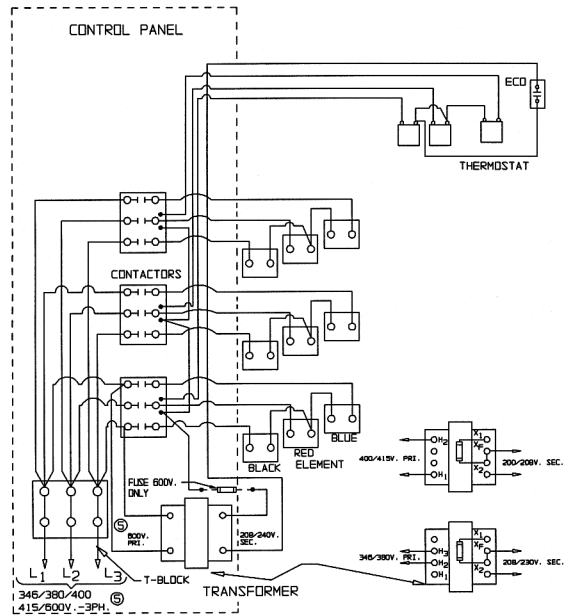 CONTROL PANEL
ECO
THERMOSTAT
CONTACTORS
BLUE
RED
ELEMENT
BLACK
FUSE 600V.
ONLY
600V.
PRI.
208/240V.
SEC.
5
L1 L2 L3
T-BLOCK
346/380/400
415/600V.-3PH. 5
TRANSFORMER
400/415V. PRI.
H2
H1
X1
XF
X2
200/208V. SEC.
346/380V. PRI.
H3
H2
H1
X1
XF
X2
208/230V. SEC.